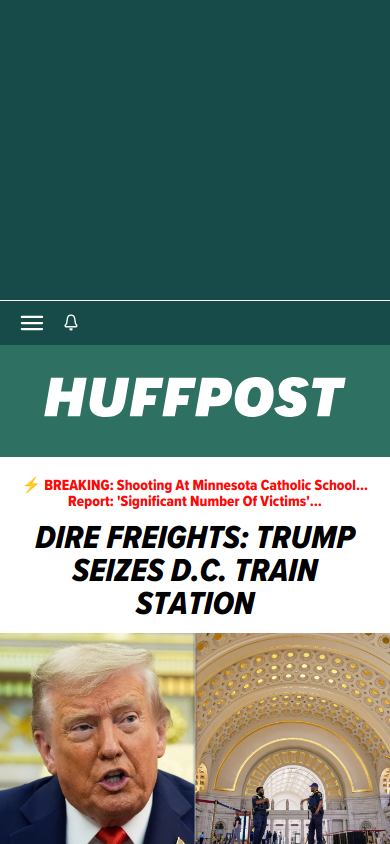 HUFFPOST
⚡ BREAKING: Shooting At Minnesota Catholic School...
Report: 'Significant Number Of Victims'...
DIRE FREIGHTS: TRUMP
SEIZES D.C. TRAIN
STATION